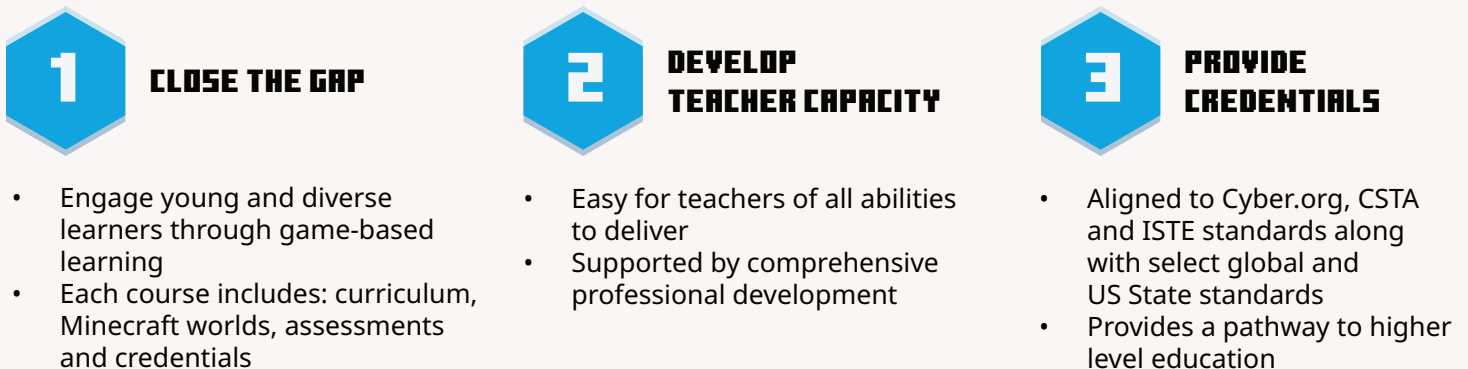 1
CLOSE THE GAP
• Engage young and diverse
learners through game-based
learning
• Each course includes: curriculum,
Minecraft worlds, assessments
and credentials
2
DEVELOP
TEACHER CAPACITY
• Easy for teachers of all abilities
to deliver
• Supported by comprehensive
professional development
3
PROVIDE
CREDENTIALS
• Aligned to Cyber.org, CSTA
and ISTE standards along
with select global and
US State standards
• Provides a pathway to higher
level education